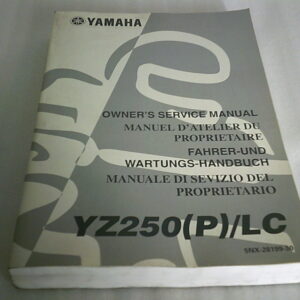 YAMAHA
OWNER'S SERVICE MANUAL
MANUEL D'ATELIER DU
PROPRIETAIRE
FAHRER-UND
WARTUNGS-HANDBUCH
MANUALE DI SEVIZIO DEL
PROPRIETARIO
YZ250(P)/LC
5NX-28199-30